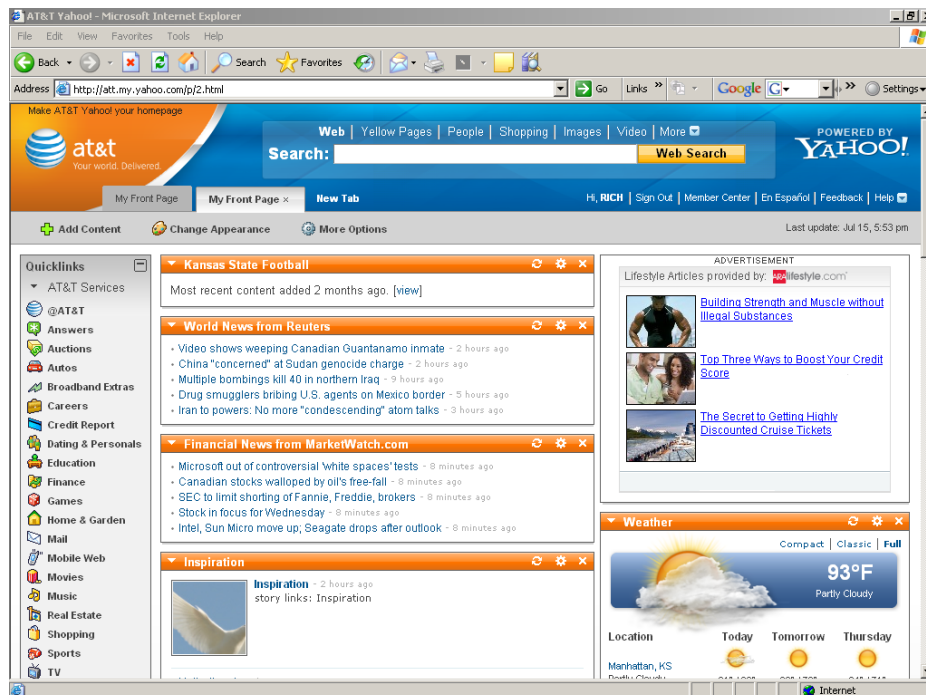 AT&T Yahoo! - Microsoft Internet Explorer
File Edit View Favorites Tools Help
Back Search Favorites
Address http://att.my.yahoo.com/p/2.html Go Links » Google G Settings
Make AT&T Yahoo! your homepage
Web | Yellow Pages | People | Shopping | Images | Video | More
at&t
Your world. Delivered.
Search: Web Search
POWERED BY
YAHOO!
My Front Page My Front Page × New Tab
Hi, RICH | Sign Out | Member Center | En Español | Feedback | Help
Add Content Change Appearance More Options
Last update: Jul 15, 5:53 pm
Quicklinks
AT&T Services
@AT&T
Answers
Auctions
Autos
Broadband Extras
Careers
Credit Report
Dating & Personals
Education
Finance
Games
Home & Garden
Mail
Mobile Web
Movies
Music
Real Estate
Shopping
Sports
TV
Kansas State Football
Most recent content added 2 months ago. [view]
World News from Reuters
Video shows weeping Canadian Guantanamo inmate - 2 hours ago
China "concerned" at Sudan genocide charge - 2 hours ago
Multiple bombings kill 40 in northern Iraq - 9 hours ago
Drug smugglers bribing U.S. agents on Mexico border - 5 hours ago
Iran to powers: No more "condescending" atom talks - 3 hours ago
Financial News from MarketWatch.com
Microsoft out of controversial 'white spaces' tests - 8 minutes ago
Canadian stocks walloped by oil's free-fall - 8 minutes ago
SEC to limit shorting of Fannie, Freddie, brokers - 8 minutes ago
Stock in focus for Wednesday - 8 minutes ago
Intel, Sun Micro move up; Seagate drops after outlook - 8 minutes ago
Inspiration
Inspiration - 2 hours ago
story links: Inspiration
ADVERTISEMENT
Lifestyle Articles provided by: ARAlifestyle.com
Building Strength and Muscle without
Illegal Substances
Top Three Ways to Boost Your Credit
Score
The Secret to Getting Highly
Discounted Cruise Tickets
Weather
Compact | Classic | Full
93°F
Partly Cloudy
Location Today Tomorrow Thursday
Manhattan, KS
Partly Cloudy
Internet